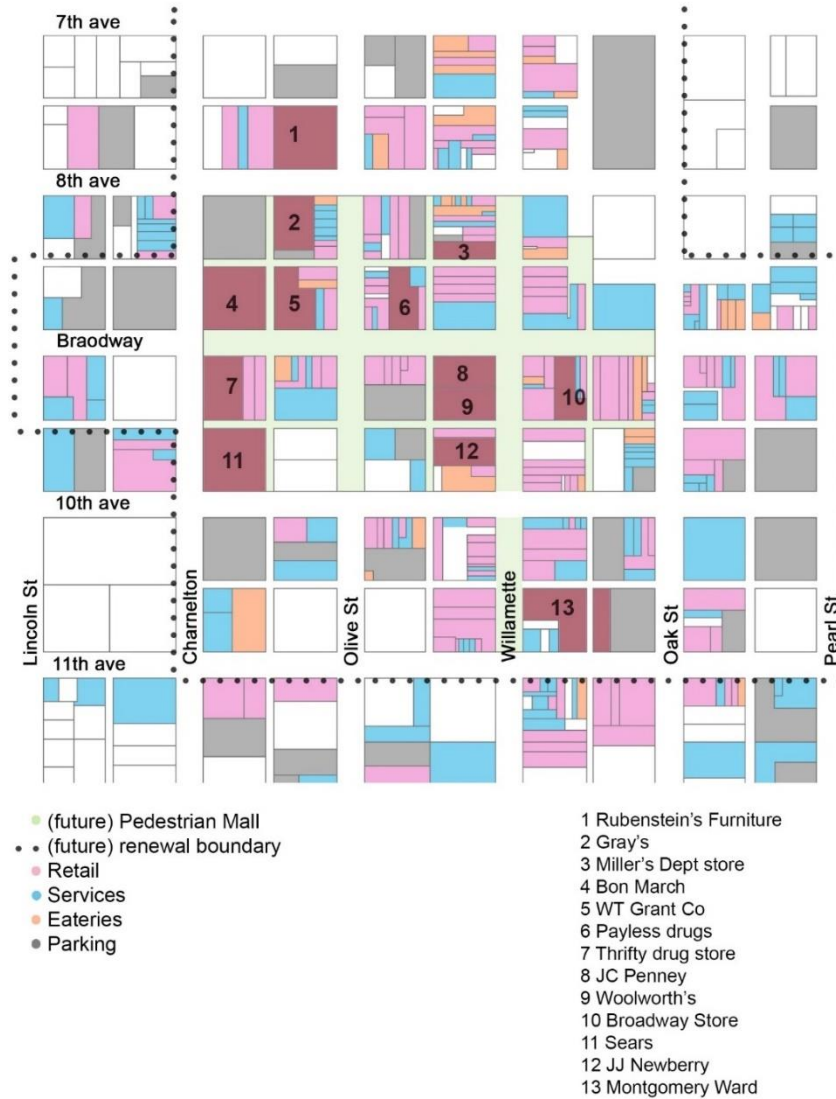 7th ave
1
8th ave
2
3
4
5
6
Braodway
7
8
9
10
11
12
10th ave
Lincoln St
Charnelton
Olive St
Willamette
Oak St
Pearl St
13
11th ave
(future) Pedestrian Mall
(future) renewal boundary
Retail
Services
Eateries
Parking
1 Rubenstein's Furniture
2 Gray's
3 Miller's Dept store
4 Bon March
5 WT Grant Co
6 Payless drugs
7 Thrifty drug store
8 JC Penney
9 Woolworth's
10 Broadway Store
11 Sears
12 JJ Newberry
13 Montgomery Ward